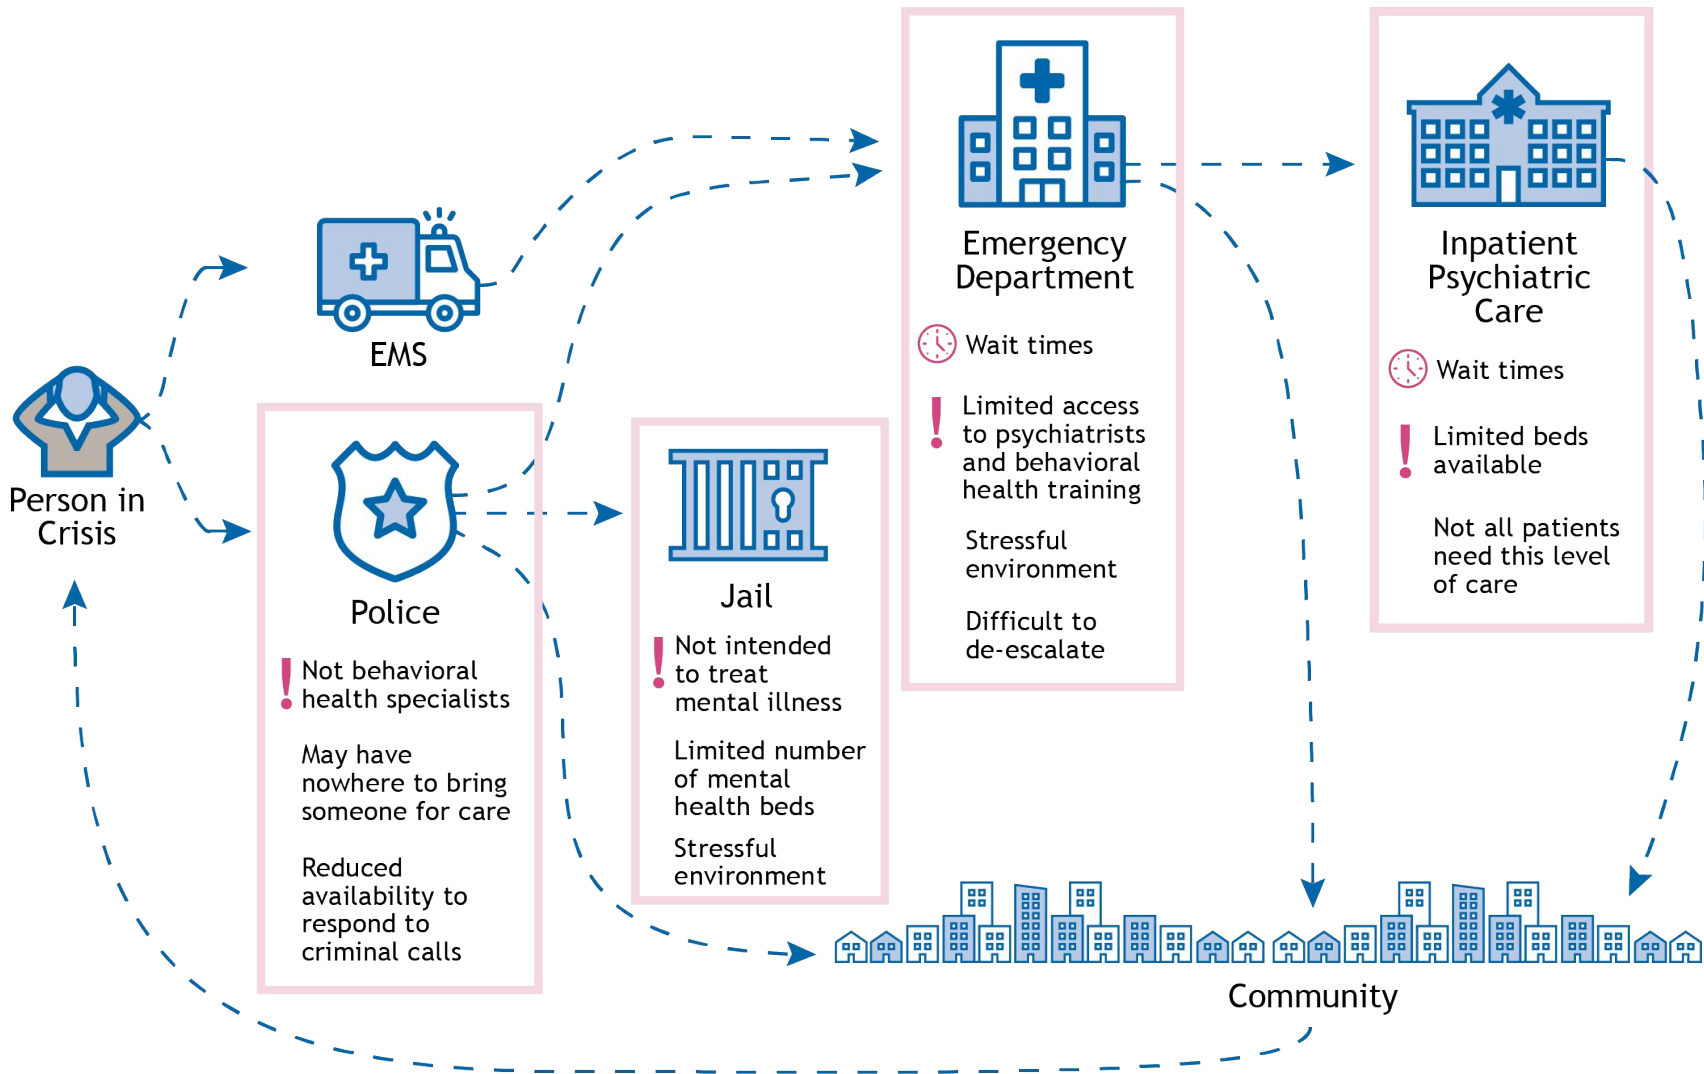 Person in
Crisis
EMS
Police
Not behavioral
health specialists
May have
nowhere to bring
someone for care
Reduced
availability to
respond to
criminal calls
Jail
Not intended
to treat
mental illness
Limited number
of mental
health beds
Stressful
environment
Emergency
Department
Wait times
Limited access
to psychiatrists
and behavioral
health training
Stressful
environment
Difficult to
de-escalate
Inpatient
Psychiatric
Care
Wait times
Limited beds
available
Not all patients
need this level
of care
Community